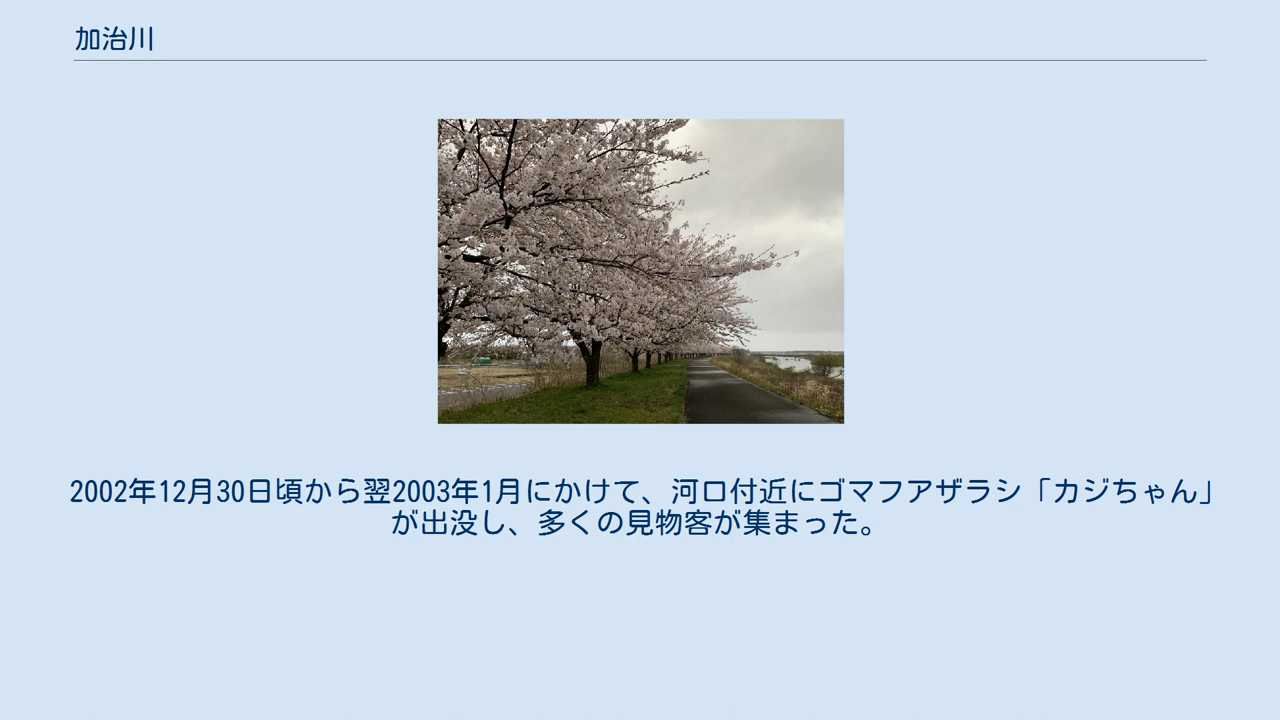 加治川
2002年12月30日頃から翌2003年1月にかけて、河口付近にゴマフアザラシ「カジちゃん」
が出没し、多くの見物客が集まった。